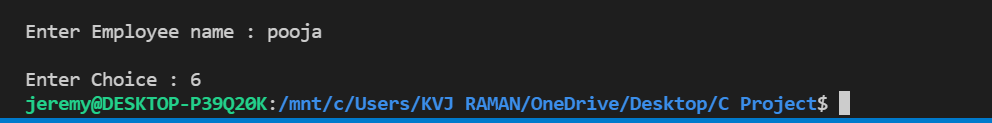 Enter Employee name : pooja
Enter Choice : 6
jeremy@DESKTOP-P39Q20K:/mnt/c/Users/KVJ RAMAN/OneDrive/Desktop/C Project$